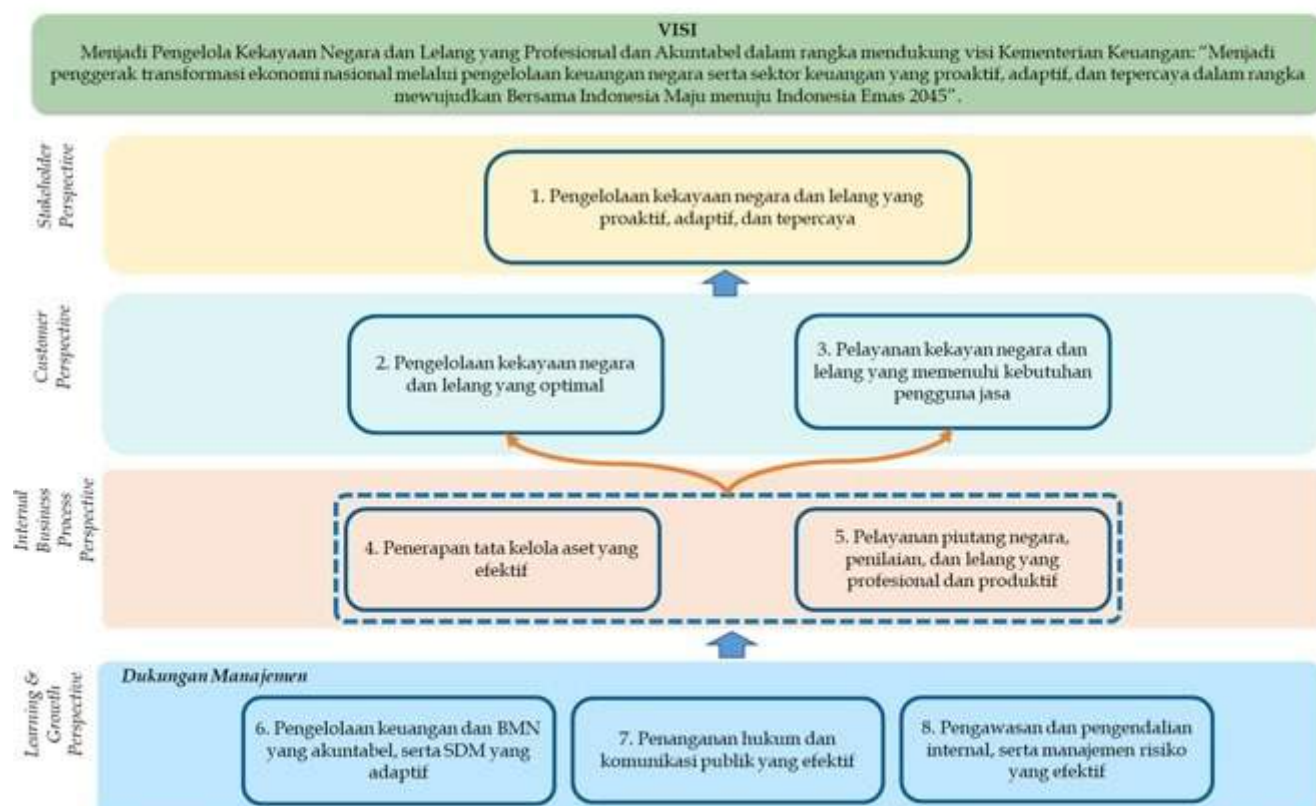 VISI
Menjadi Pengelola Kekayaan Negara dan Lelang yang Profesional dan Akuntabel dalam rangka mendukung visi Kementerian Keuangan: “Menjadi
penggerak transformasi ekonomi nasional melalui pengelolaan keuangan negara serta sektor keuangan yang proaktif, adaptif, dan tepercaya dalam rangka
mewujudkan Bersama Indonesia Maju menuju Indonesia Emas 2045”.
Stakeholder
Perspective
1. Pengelolaan kekayaan negara dan lelang yang
proaktif, adaptif, dan tepercaya
Customer
Perspective
2. Pengelolaan kekayaan negara
dan lelang yang optimal
3. Pelayanan kekayan negara dan
lelang yang memenuhi kebutuhan
pengguna jasa
Internal
Business
Process
Perspective
4. Penerapan tata kelola aset yang
efektif
5. Pelayanan piutang negara,
penilaian, dan lelang yang
profesional dan produktif
Learning &
Growth
Perspective
Dukungan Manajemen
6. Pengelolaan keuangan dan BMN
yang akuntabel, serta SDM yang
adaptif
7. Penanganan hukum dan
komunikasi publik yang efektif
8. Pengawasan dan pengendalian
internal, serta manajemen risiko
yang efektif